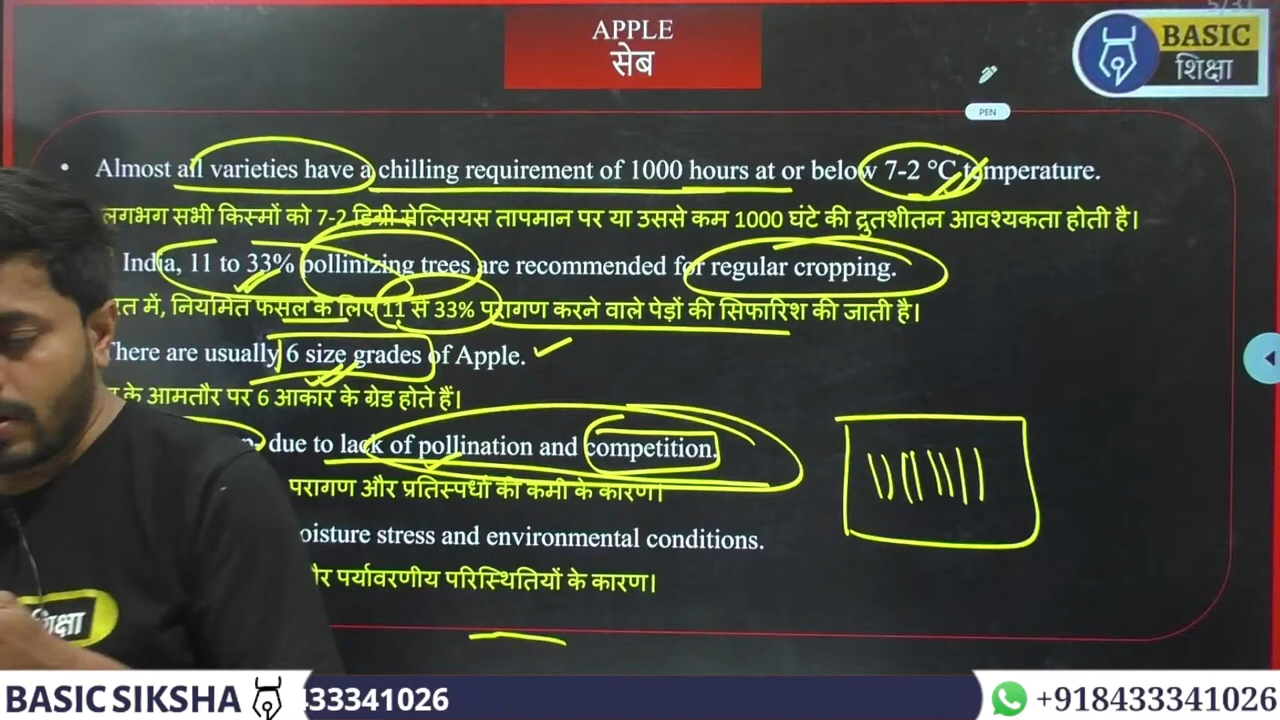 APPLE
सेब
BASIC
शिक्षा
PEN
• Almost all varieties have a chilling requirement of 1000 hours at or below 7-2 °C temperature.
लगभग सभी किस्मों को 7-2 डिग्री सेल्सियस तापमान पर या उससे कम 1000 घंटे की द्रुतशीतन आवश्यकता होती है।
India, 11 to 33% pollinizing trees are recommended for regular cropping.
में, नियमित फसल के लिए 11 से 33% परागण करने वाले पेड़ों की सिफारिश की जाती है।
There are usually 6 size grades of Apple.
के आमतौर पर 6 आकार के ग्रेड होते हैं।
due to lack of pollination and competition.
परागण और प्रतिस्पर्धा की कमी के कारण।
stress and environmental conditions.
पर्यावरणीय परिस्थितियों के कारण।
BASIC SIKSHA
433341026
+918433341026